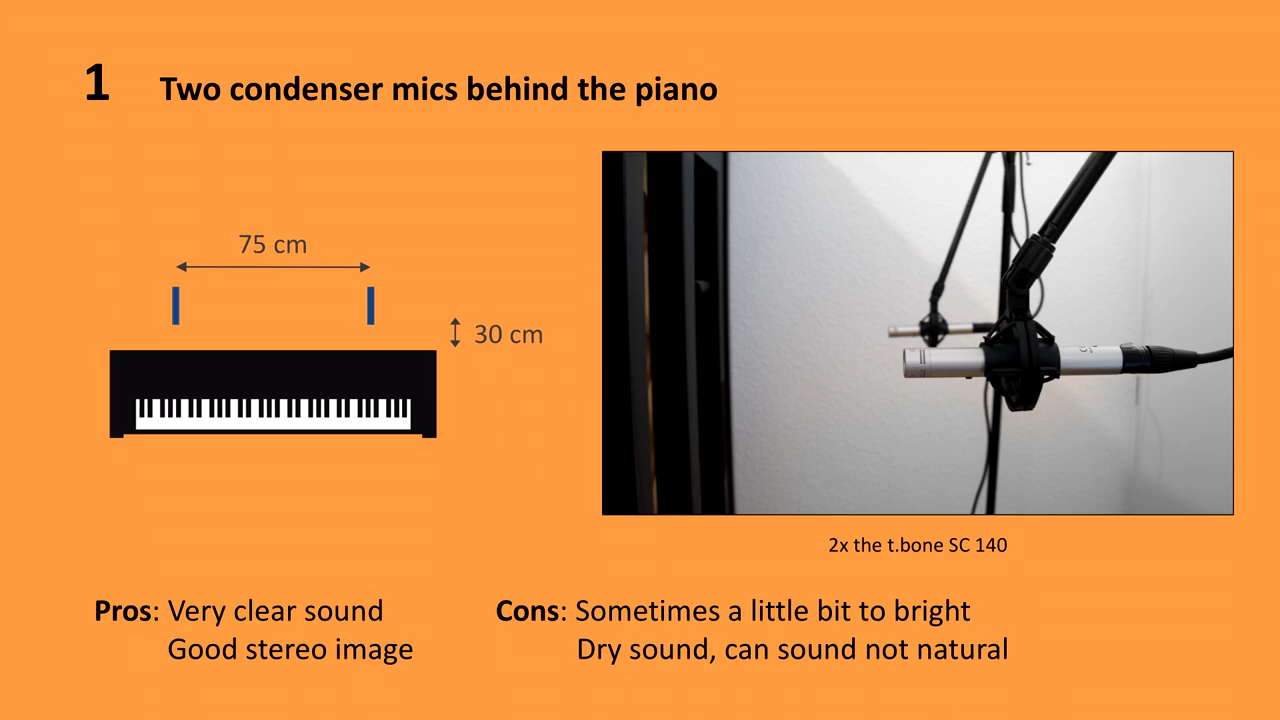 1 Two condenser mics behind the piano
75 cm
30 cm
2x the t.bone SC 140
Pros: Very clear sound
Good stereo image
Cons: Sometimes a little bit to bright
Dry sound, can sound not natural